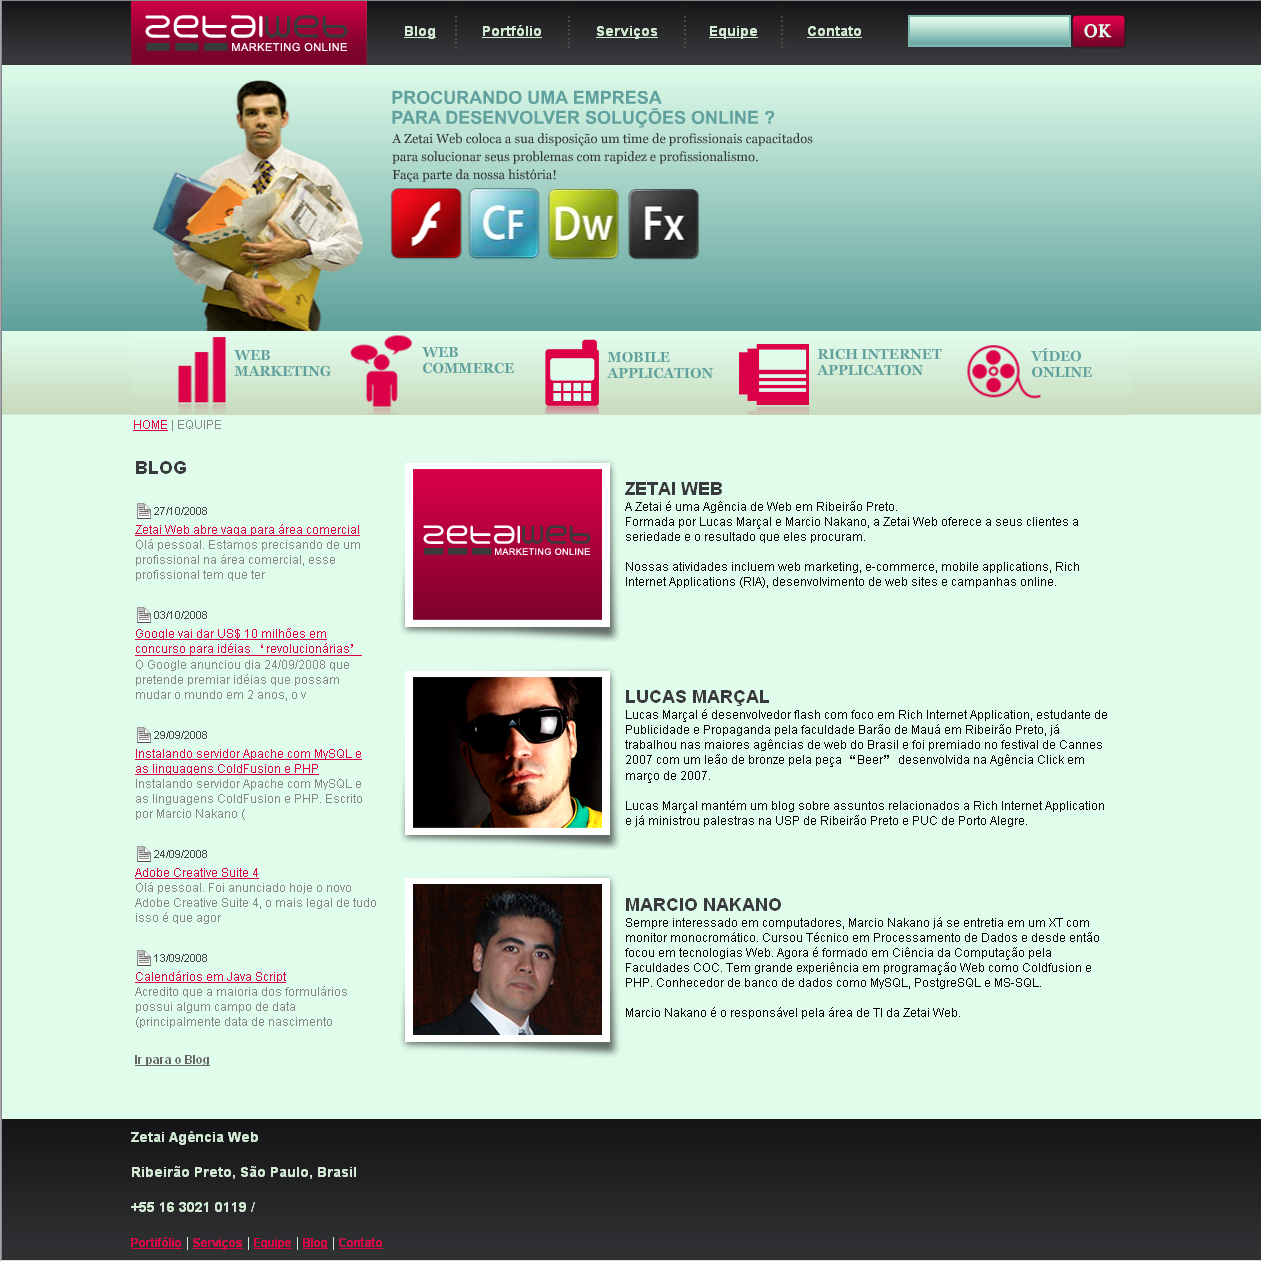 zetaiweb
MARKETING ONLINE
Blog
Portfólio
Serviços
Equipe
Contato
OK
PROCURANDO UMA EMPRESA
PARA DESENVOLVER SOLUÇÕES ONLINE ?
A Zetai Web coloca a sua disposição um time de profissionais capacitados
para solucionar seus problemas com rapidez e profissionalismo.
Faça parte da nossa história!
CF
Dw
Fx
WEB
MARKETING
WEB
COMMERCE
MOBILE
APPLICATION
RICH INTERNET
APPLICATION
VÍDEO
ONLINE
HOME | EQUIPE
BLOG
27/10/2008
Zetai Web abre vaga para área comercial
Olá pessoal. Estamos precisando de um
profissional na área comercial, esse
profissional tem que ter
03/10/2008
Google vai dar US$ 10 milhões em
concurso para idéias ‘revolucionárias’
O Google anunciou dia 24/09/2008 que
pretende premiar idéias que possam
mudar o mundo em 2 anos, o v
29/09/2008
Instalando servidor Apache com MySQL e
as linguagens ColdFusion e PHP
Instalando servidor Apache com MySQL e
as linguagens ColdFusion e PHP. Escrito
por Marcio Nakano (
24/09/2008
Adobe Creative Suite 4
Olá pessoal. Foi anunciado hoje o novo
Adobe Creative Suite 4, o mais legal de tudo
isso é que agor
13/09/2008
Calendários em Java Script
Acredito que a maioria dos formulários
possui algum campo de data
(principalmente data de nascimento
Ir para o Blog
zetaiweb
MARKETING ONLINE
ZETAI WEB
A Zetai é uma Agência de Web em Ribeirão Preto.
Formada por Lucas Marçal e Marcio Nakano, a Zetai Web oferece a seus clientes a
seriedade e o resultado que eles procuram.
Nossas atividades incluem web marketing, e-commerce, mobile applications, Rich
Internet Applications (RIA), desenvolvimento de web sites e campanhas online.
LUCAS MARÇAL
Lucas Marçal é desenvolvedor flash com foco em Rich Internet Application, estudante de
Publicidade e Propaganda pela faculdade Barão de Mauá em Ribeirão Preto, já
trabalhou nas maiores agências de web do Brasil e foi premiado no festival de Cannes
2007 com um leão de bronze pela peça “Beer” desenvolvida na Agência Click em
março de 2007.
Lucas Marçal mantém um blog sobre assuntos relacionados a Rich Internet Application
e já ministrou palestras na USP de Ribeirão Preto e PUC de Porto Alegre.
MARCIO NAKANO
Sempre interessado em computadores, Marcio Nakano já se entretia em um XT com
monitor monocromático. Cursou Técnico em Processamento de Dados e desde então
focou em tecnologias Web. Agora é formado em Ciência da Computação pela
Faculdades COC. Tem grande experiência em programação Web como Coldfusion e
PHP. Conhecedor de banco de dados como MySQL, PostgreSQL e MS-SQL.
Marcio Nakano é o responsável pela área de TI da Zetai Web.
Zetai Agência Web
Ribeirão Preto, São Paulo, Brasil
+55 16 3021 0119 /
Portifólio | Serviços | Equipe | Blog | Contato